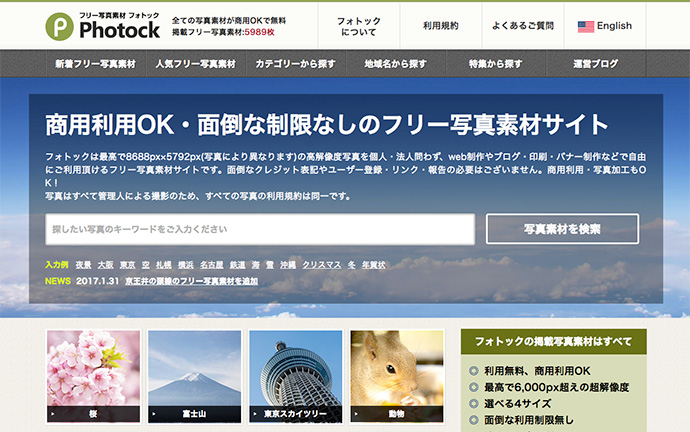 フリー写真素材 フォトック
Photock
全ての写真素材が商用OKで無料
掲載フリー写真素材:5989枚
フォトック
について
利用規約
よくあるご質問
English
新着フリー写真素材
人気フリー写真素材
カテゴリーから探す
地域名から探す
特集から探す
運営ブログ
商用利用OK・面倒な制限なしのフリー写真素材サイト
フォトックは最高で8688px×5792px(写真により異なります)の高解像度写真を個人・法人問わず、web制作やブログ・印刷・バナー制作などで自由
にご利用頂けるフリー写真素材サイトです。面倒なクレジット表記やユーザー登録・リンク・報告の必要はございません。商用利用・写真加工もO
K！
写真はすべて管理人による撮影のため、すべての写真の利用規約は同一です。
探したい写真のキーワードをご入力ください
写真素材を検索
入力例 夜景 大阪 東京 空 札幌 横浜 名古屋 鉄道 海 雪 沖縄 クリスマス 冬 年賀状
NEWS 2017.1.31 京王井の頭線のフリー写真素材を追加
桜
富士山
東京スカイツリー
動物
フォトックの掲載写真素材はすべて
利用無料、商用利用OK
最高で6,000px超えの超解像度
選べる4サイズ
面倒な利用制限無し